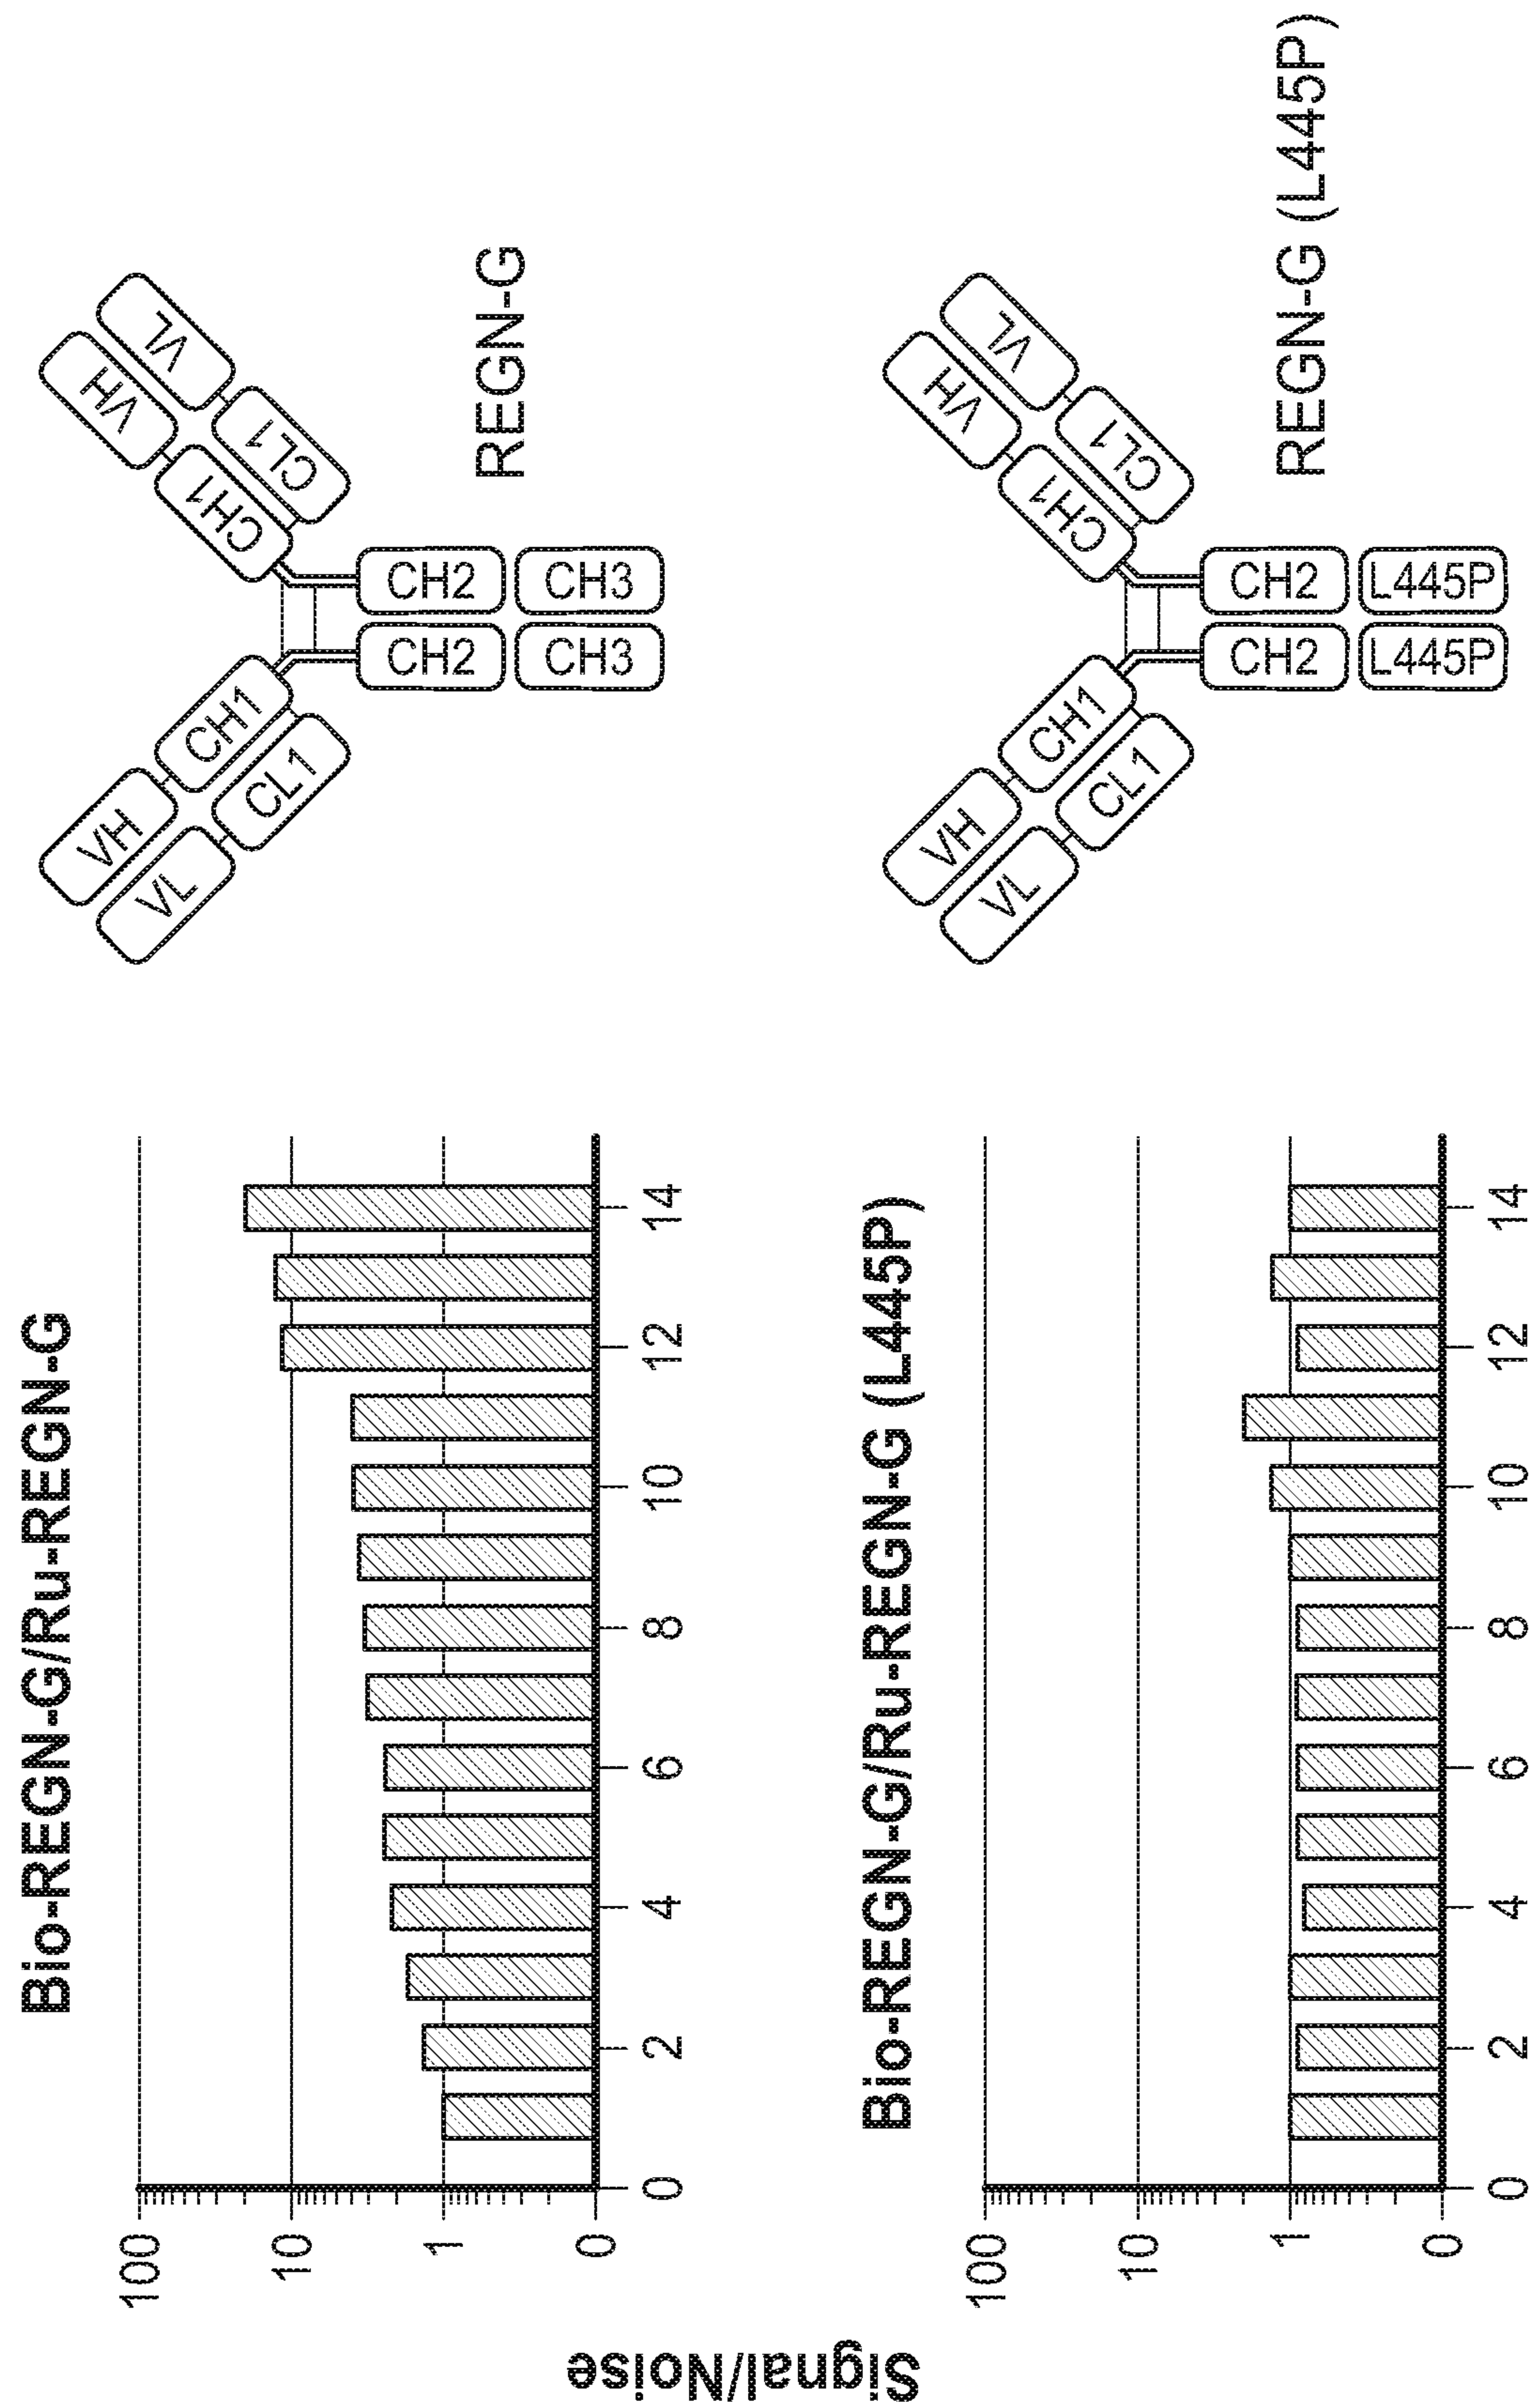 Signal/Noise
Bio-REGN-G/Ru-REGN-G
100
10
1
0
0 2 4 6 8 10 12 14
VH VH
VL VL
CH1 CH1
CL1 CL1
CH2 CH2
CH3 CH3
REGN-G
Bio-REGN-G/Ru-REGN-G (L445P)
100
10
1
0
0 2 4 6 8 10 12 14
VH VH
VL VL
CH1 CH1
CL1 CL1
CH2 CH2
L445P L445P
REGN-G (L445P)